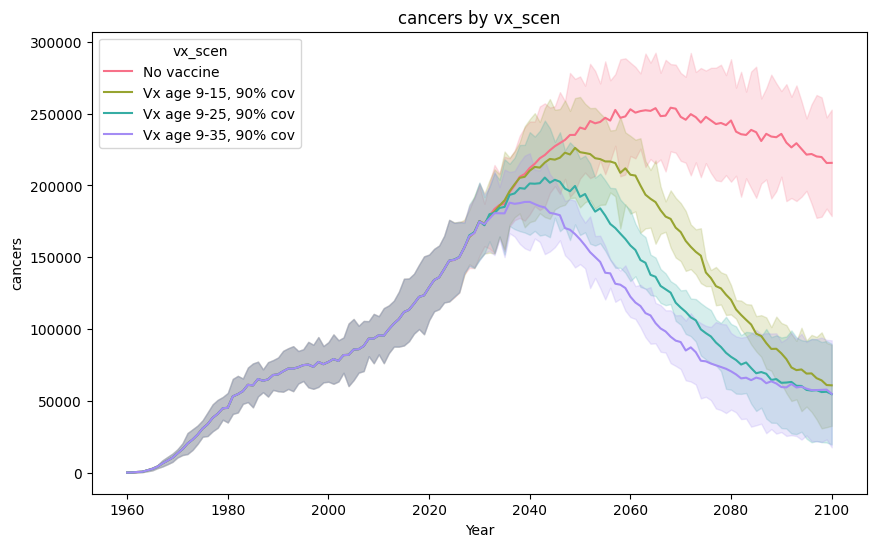 cancers by vx_scen
vx_scen
No vaccine
Vx age 9-15, 90% cov
Vx age 9-25, 90% cov
Vx age 9-35, 90% cov
300000
250000
200000
150000
100000
50000
0
cancers
1960
1980
2000
2020
2040
2060
2080
2100
Year